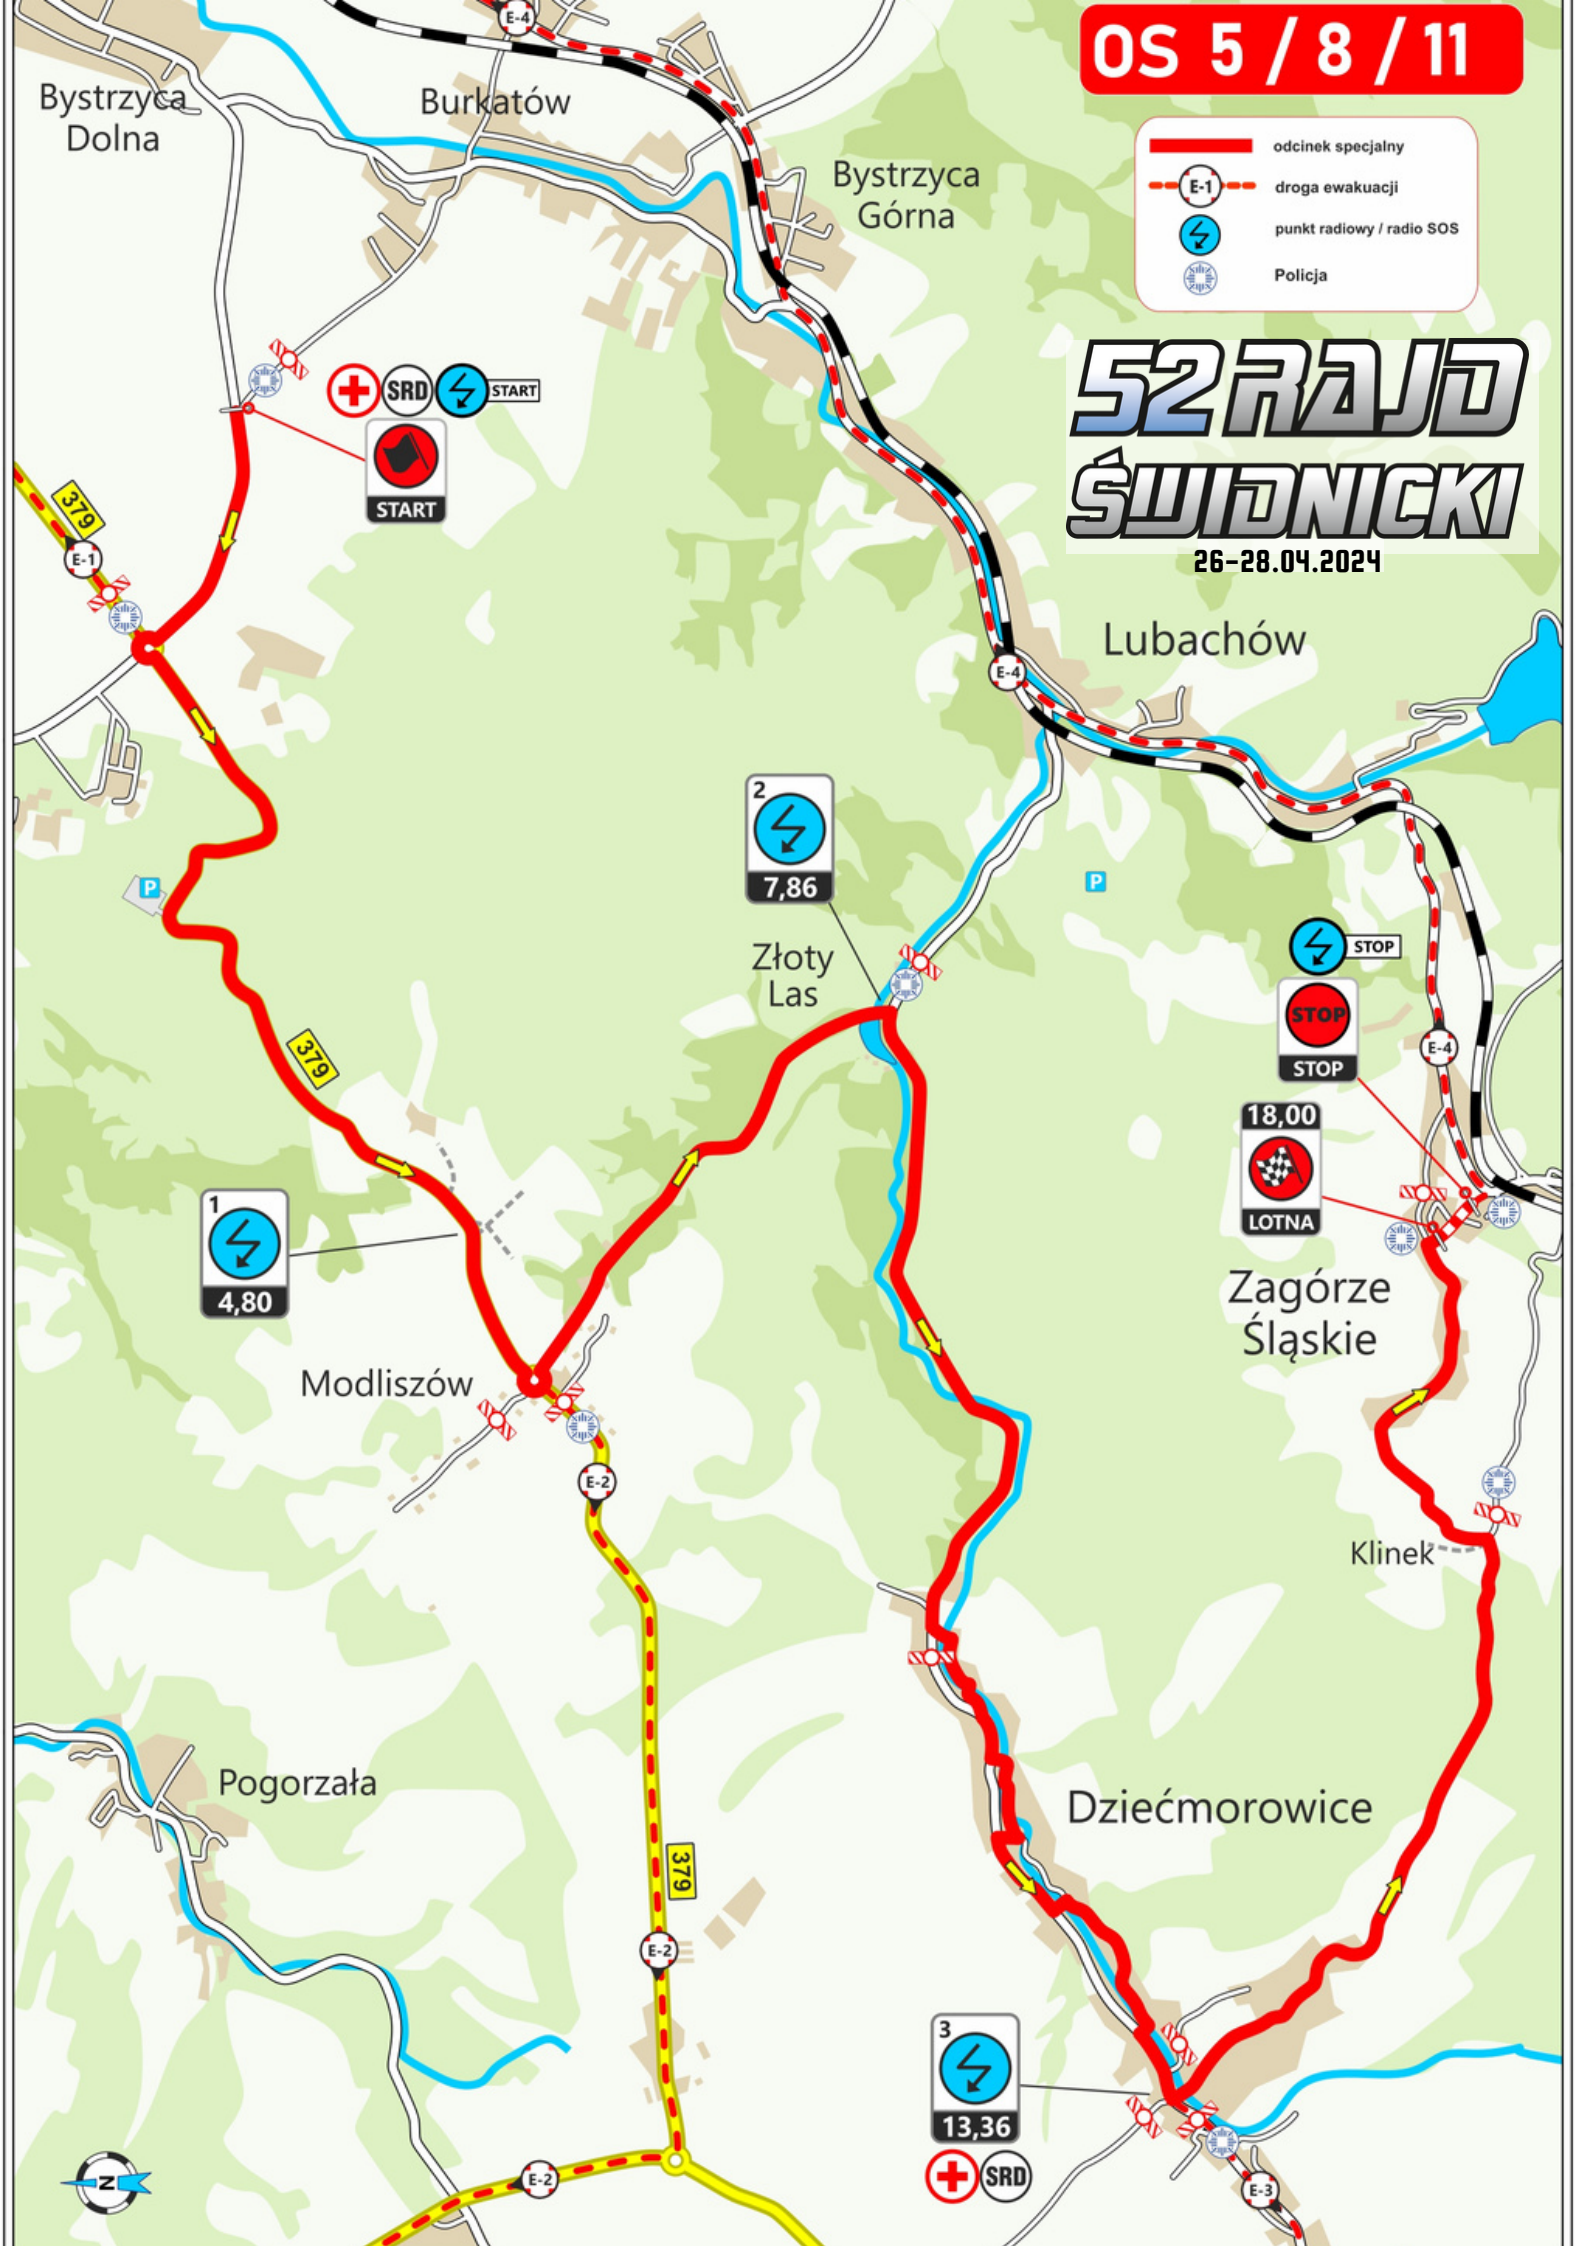 E-4
OS 5 / 8 / 11
Bystrzyca
Dolna
Burkatów
odcinek specjalny
E-1
droga ewakuacji
punkt radiowy / radio SOS
Policja
Bystrzyca
Górna
52 RAJD
ŚWIDNICKI
26-28.04.2024
SRD
START
START
379
E-1
Lubachów
E-4
2
7,86
P
P
Złoty
Las
STOP
STOP
STOP
E-4
379
18,00
LOTNA
1
4,80
Zagórze
Śląskie
Modliszów
E-2
Klinek
Pogorzała
Dziećmorowice
379
E-2
3
13,36
SRD
N
E-2
E-3